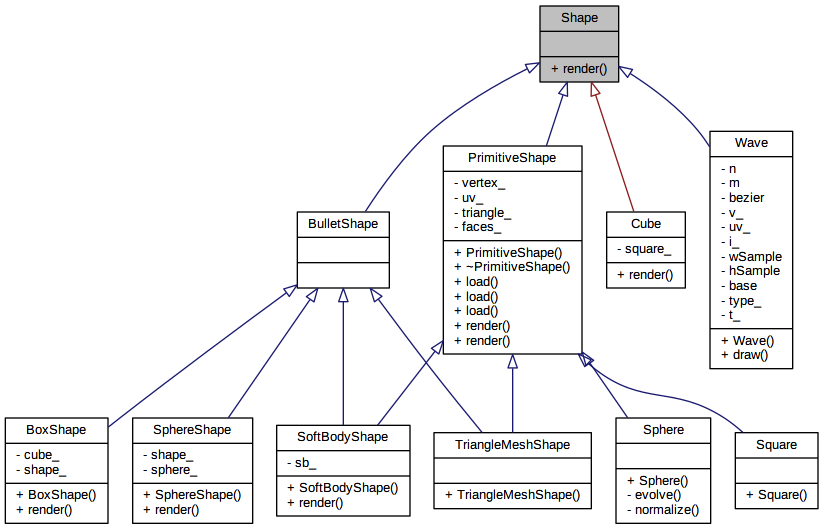 Shape
+ render()
PrimitiveShape
- vertex_
- uv_
- triangle_
- faces_
+ PrimitiveShape()
+ ~PrimitiveShape()
+ load()
+ load()
+ load()
+ render()
+ render()
Wave
- n
- m
- bezier
- v_
- uv_
- i_
- wSample
- hSample
- base
- type_
- t_
+ Wave()
+ draw()
BulletShape
Cube
- square_
+ render()
BoxShape
- cube_
- shape_
+ BoxShape()
+ render()
SphereShape
- shape_
- sphere_
+ SphereShape()
+ render()
SoftBodyShape
- sb_
+ SoftBodyShape()
+ render()
TriangleMeshShape
+ TriangleMeshShape()
Sphere
+ Sphere()
- evolve()
- normalize()
Square
+ Square()